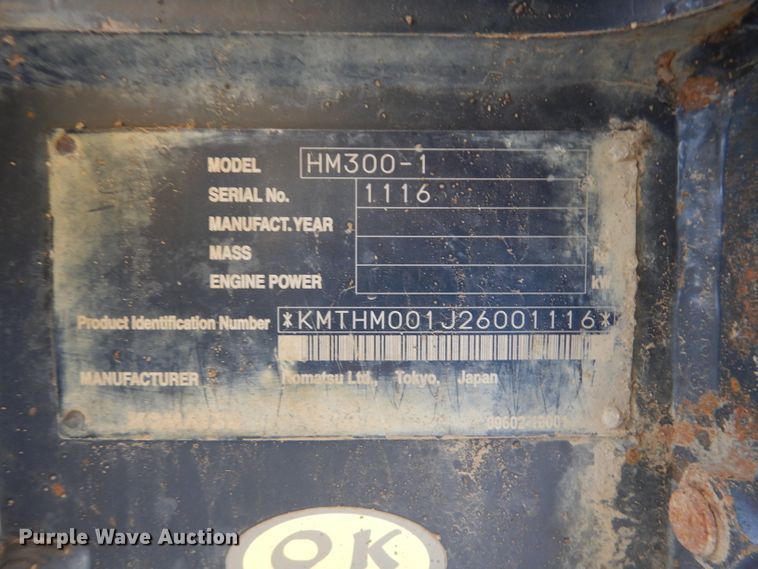 MODEL HM300-1
SERIAL No. 1116
MANUFACT. YEAR
MASS
ENGINE POWER kW
Product Identification Number *KMTHM001J26001116*
MANUFACTURER Komatsu Ltd., Tokyo, Japan
OK
Purple Wave Auction